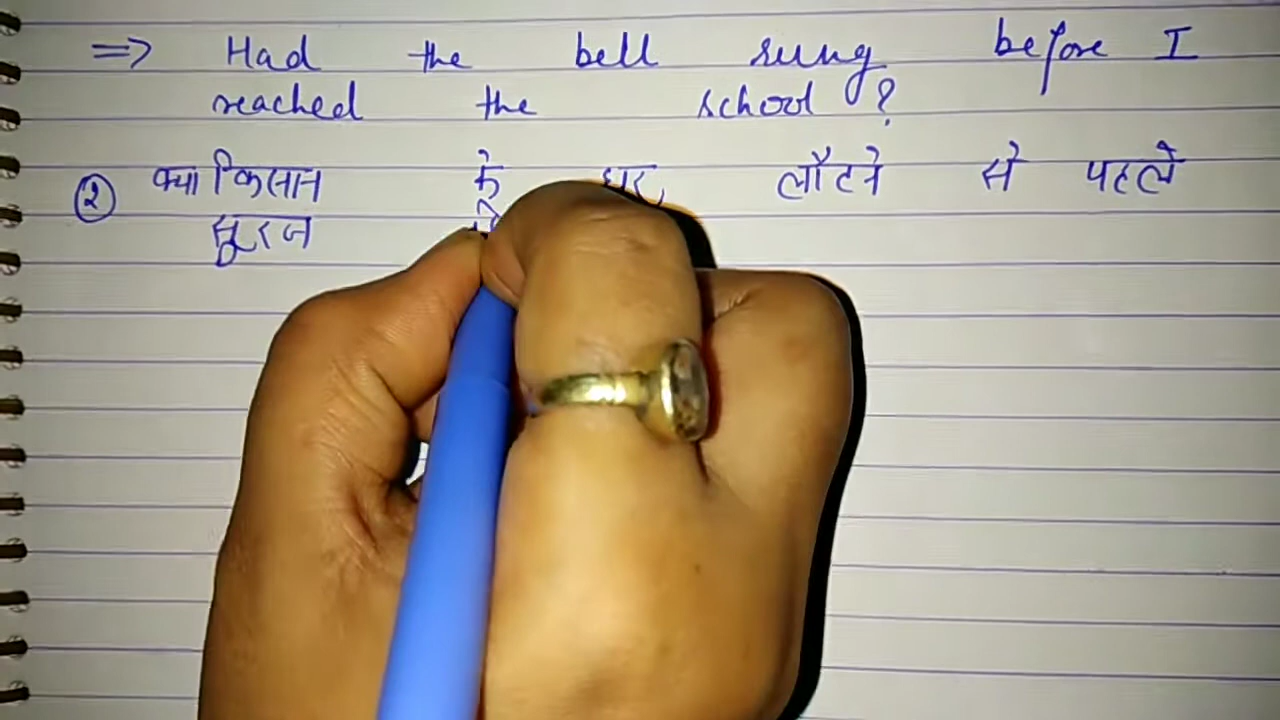 ⇒ Had the bell rung before I
reached the school?
② क्या किसान के घर लौटने से पहले
सूरज